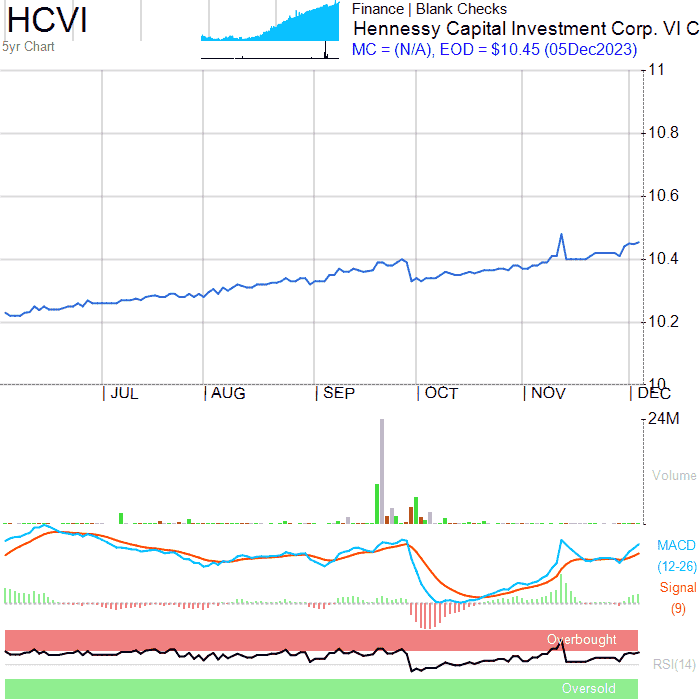 HCVI
5yr Chart
Finance | Blank Checks
Hennessy Capital Investment Corp. VI C
MC = (N/A), EOD = $10.45 (05Dec2023)
11
10.8
10.6
10.4
10.2
10
| JUL | AUG | SEP | OCT | NOV | DEC
24M
Volume
MACD
(12-26)
Signal
(9)
Overbought
RSI(14)
Oversold